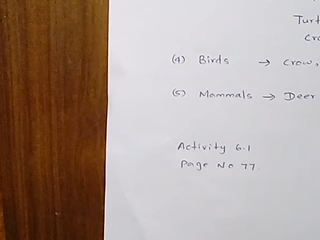 Turt
Cro
(4) Birds → Crow,
(5) Mammals → Deer
Activity 6.1
Page No 77.